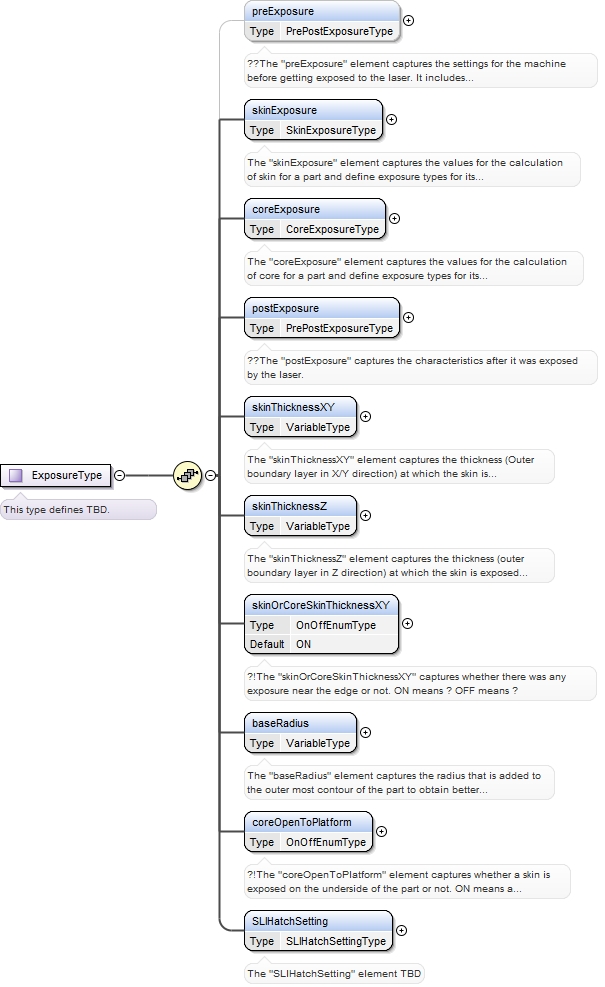 preExposure
Type PrePostExposureType
??The "preExposure" element captures the settings for the machine
before getting exposed to the laser. It includes...
skinExposure
Type SkinExposureType
The "skinExposure" element captures the values for the calculation
of skin for a part and define exposure types for its...
coreExposure
Type CoreExposureType
The "coreExposure" element captures the values for the calculation
of core for a part and define exposure types for its...
postExposure
Type PrePostExposureType
??The "postExposure" captures the characteristics after it was exposed
by the laser.
skinThicknessXY
Type VariableType
The "skinThicknessXY" element captures the thickness (Outer
boundary layer in X/Y direction) at which the skin is...
ExposureType
This type defines TBD.
skinThicknessZ
Type VariableType
The "skinThicknessZ" element captures the thickness (outer
boundary layer in Z direction) at which the skin is exposed...
skinOrCoreSkinThicknessXY
Type OnOffEnumType
Default ON
?!The "skinOrCoreSkinThicknessXY" captures whether there was any
exposure near the edge or not. ON means ? OFF means ?
baseRadius
Type VariableType
The "baseRadius" element captures the radius that is added to
the outer most contour of the part to obtain better...
coreOpenToPlatform
Type OnOffEnumType
?!The "coreOpenToPlatform" element captures whether a skin is
exposed on the underside of the part or not. ON means a...
SLIHatchSetting
Type SLIHatchSettingType
The "SLIHatchSetting" element TBD